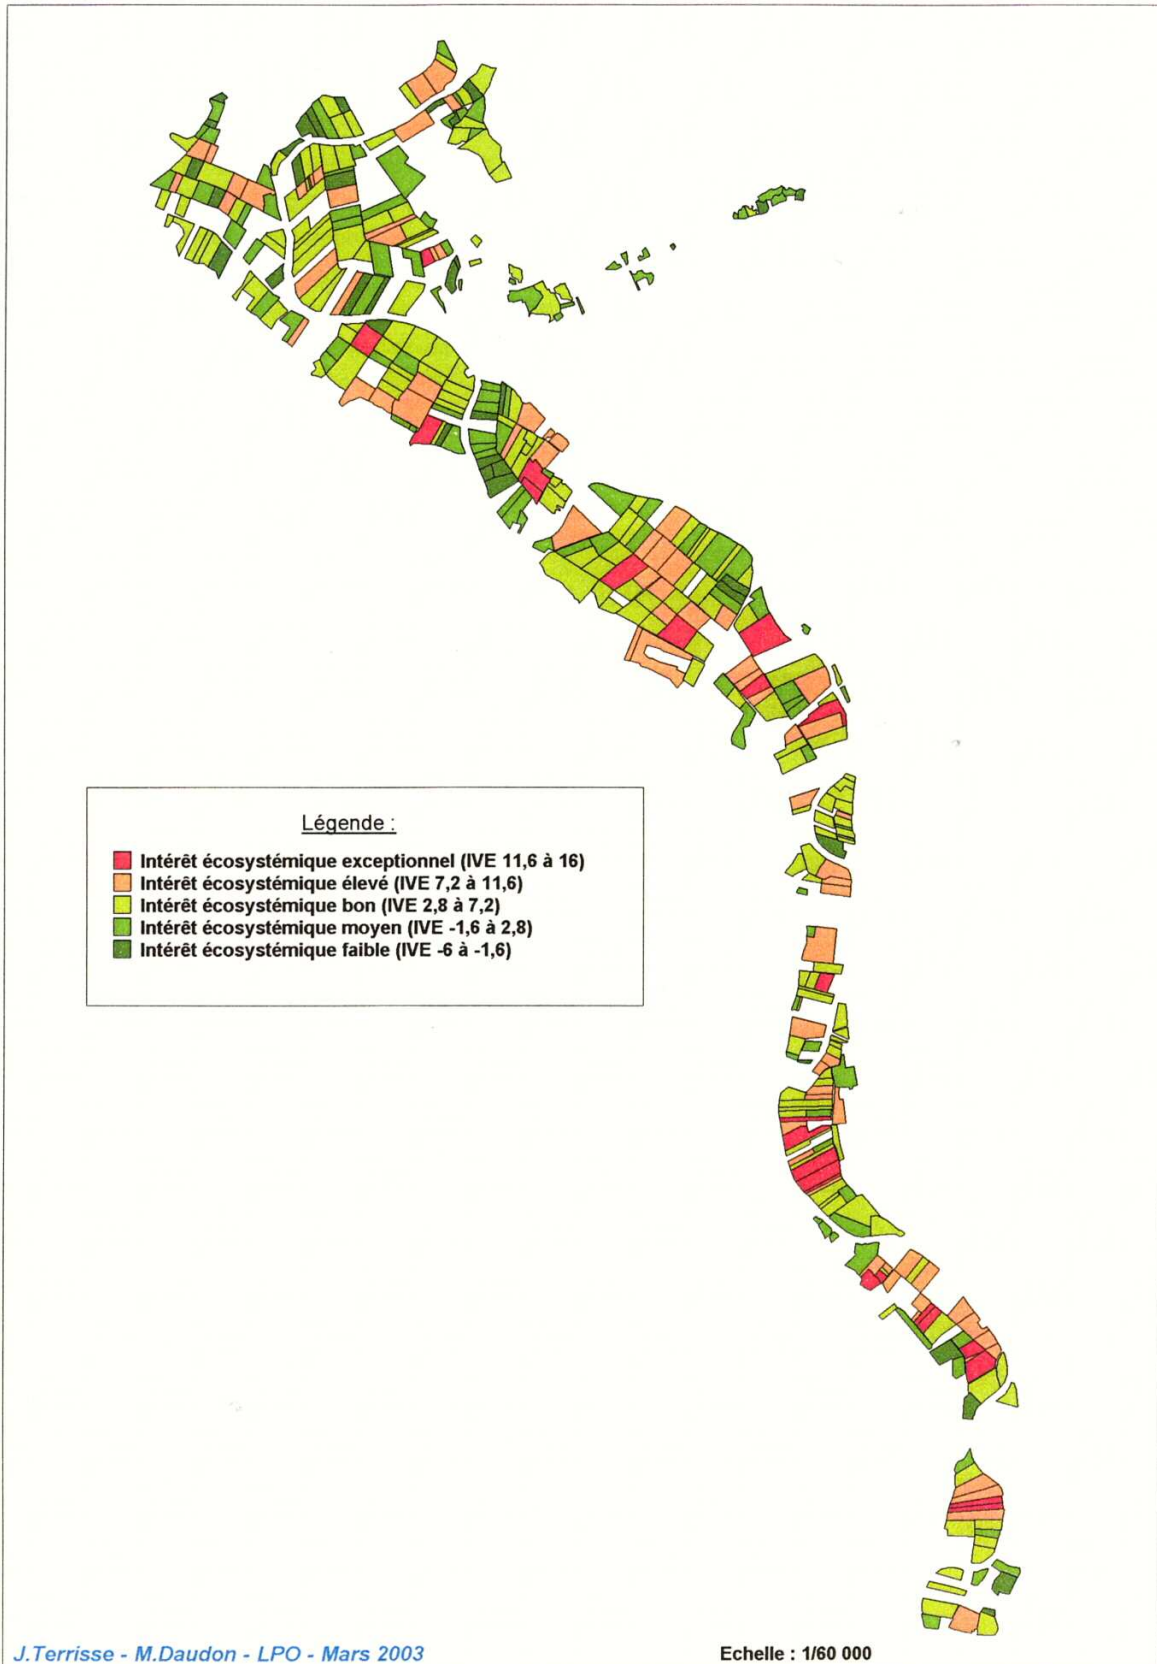 Légende :
Intérêt écosystémique exceptionnel (IVE 11,6 à 16)
Intérêt écosystémique élevé (IVE 7,2 à 11,6)
Intérêt écosystémique bon (IVE 2,8 à 7,2)
Intérêt écosystémique moyen (IVE -1,6 à 2,8)
Intérêt écosystémique faible (IVE -6 à -1,6)
J.Terrisse - M.Daudon - LPO - Mars 2003
Echelle : 1/60 000